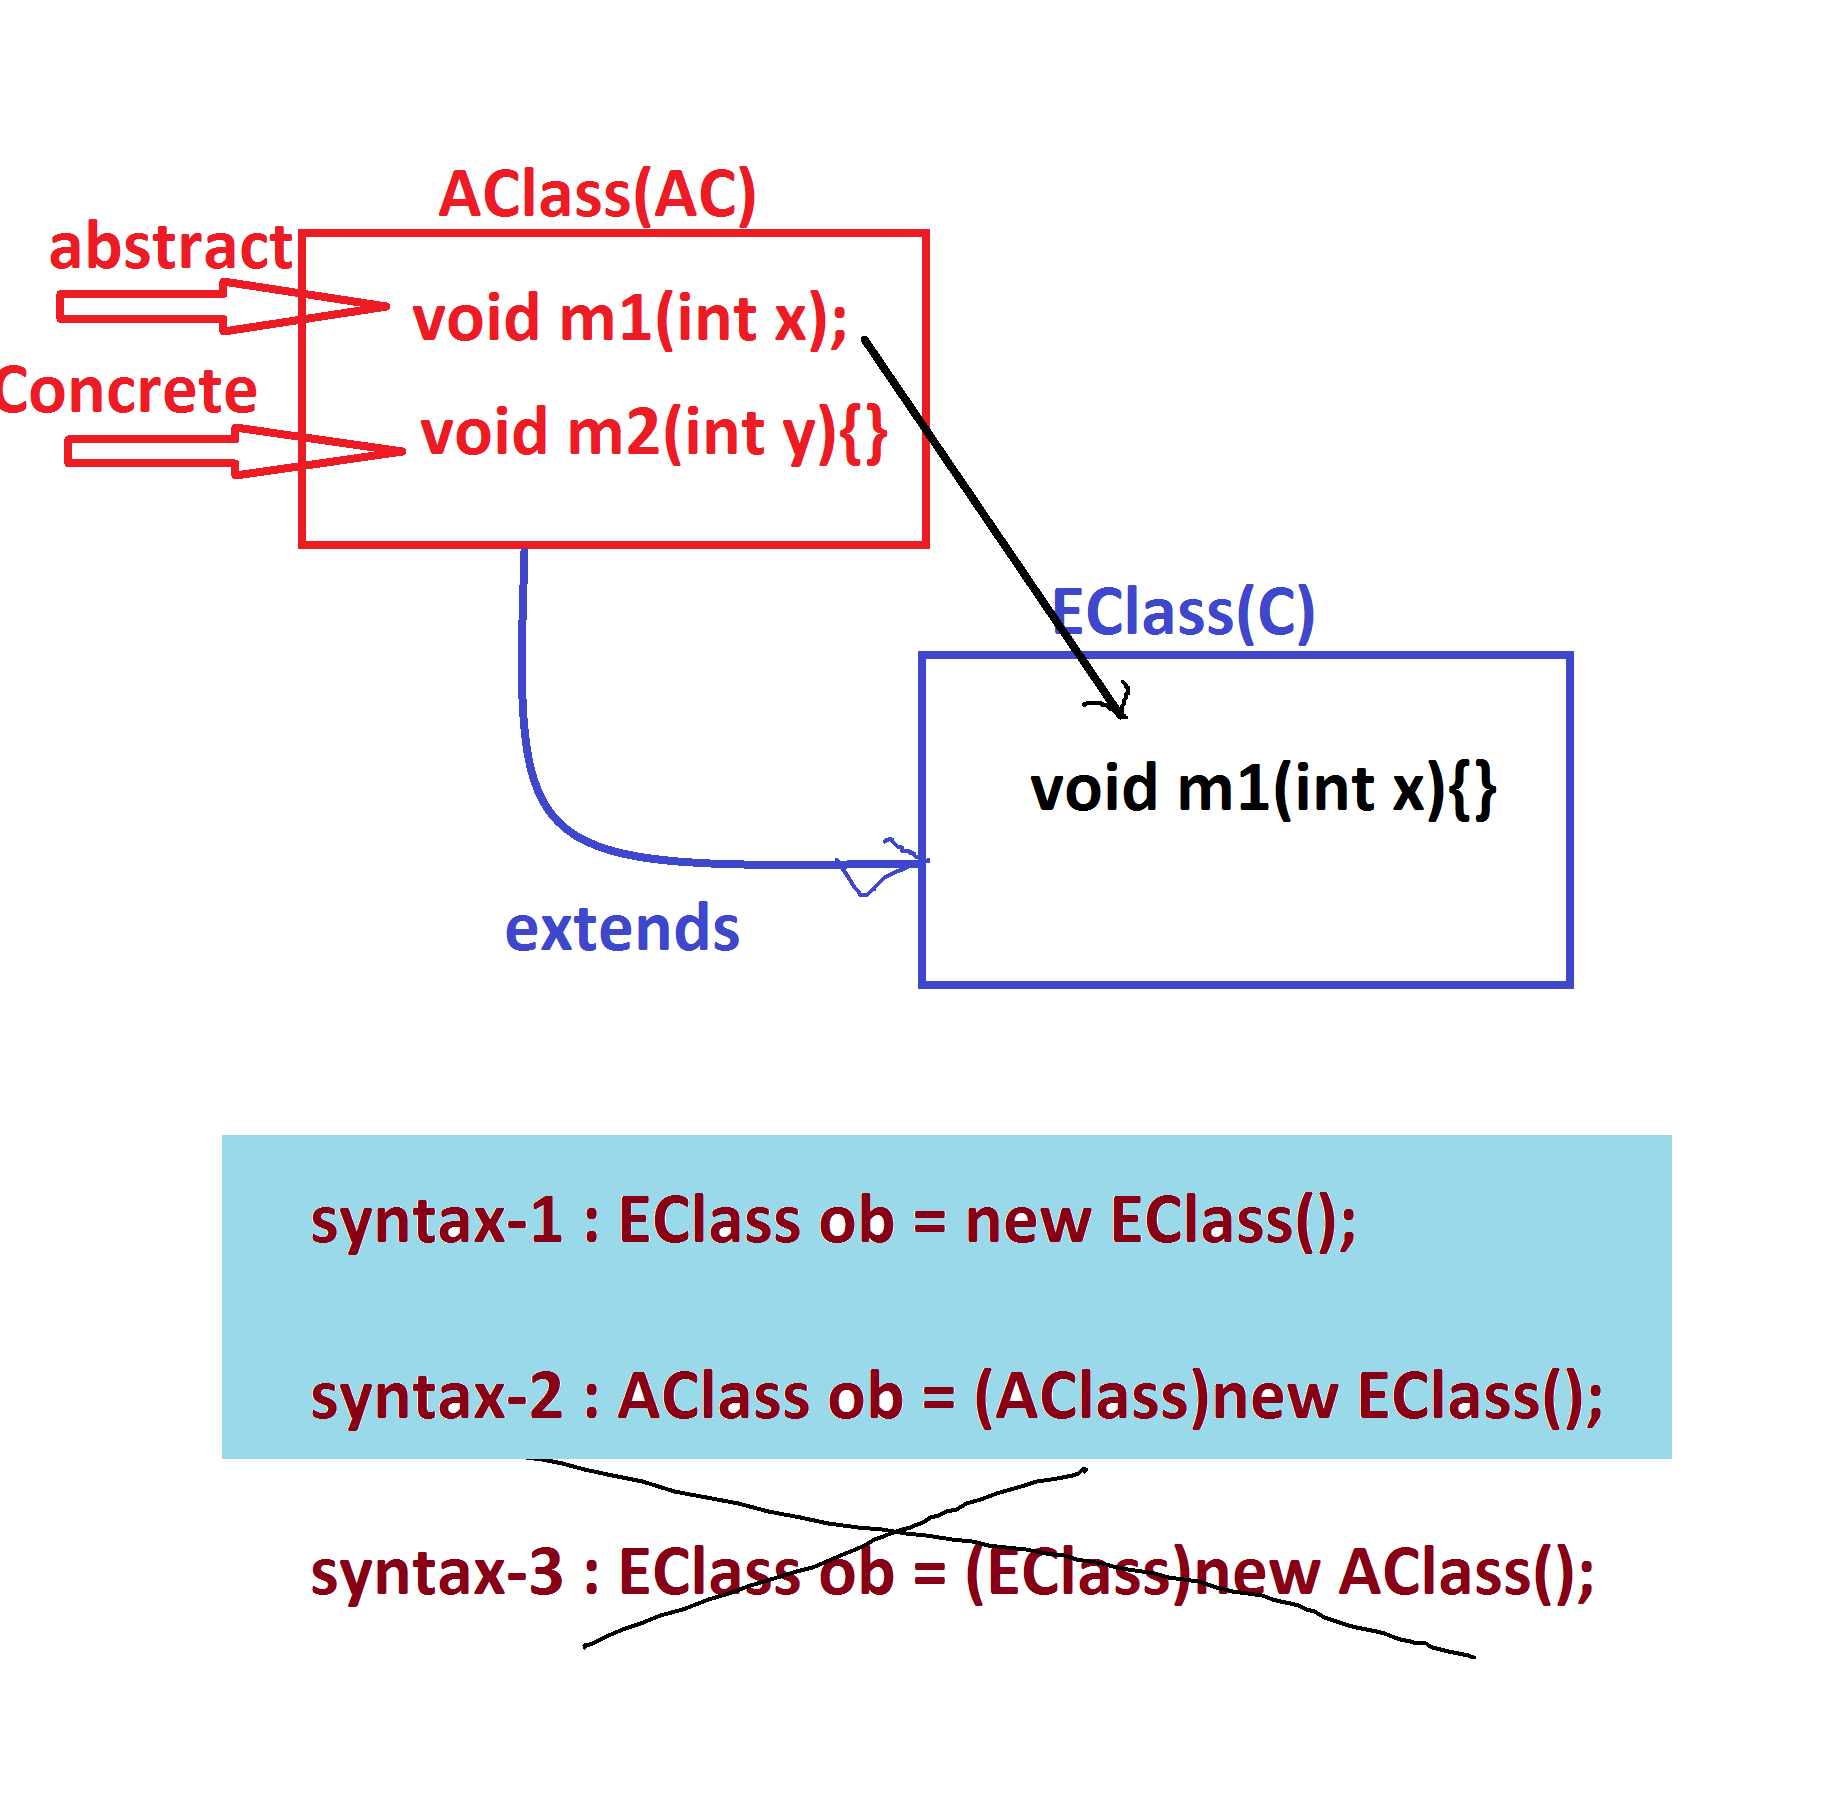 AClass(AC)
abstract
void m1(int x);
Concrete
void m2(int y){}
EClass(C)
void m1(int x){}
extends
syntax-1 : EClass ob = new EClass();
syntax-2 : AClass ob = (AClass)new EClass();
syntax-3 : EClass ob = (EClass)new AClass();